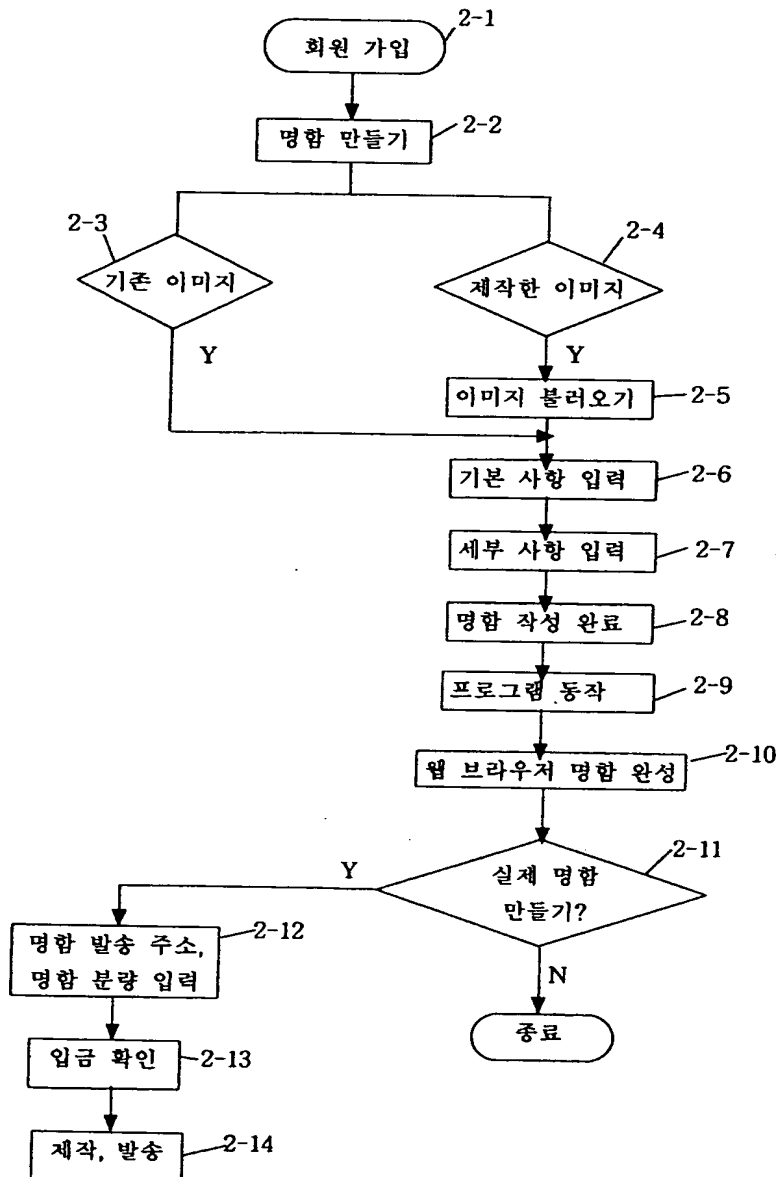 2-1
회원 가입
명함 만들기
2-2
2-3
2-4
기존 이미지
제작한 이미지
Y
Y
이미지 불러오기
2-5
기본 사항 입력
2-6
세부 사항 입력
2-7
명함 작성 완료
2-8
프로그램 동작
2-9
웹 브라우저 명함 완성
2-10
2-11
Y
실제 명함
만들기?
2-12
명함 발송 주소,
명함 분량 입력
N
종료
입금 확인
2-13
제작, 발송
2-14